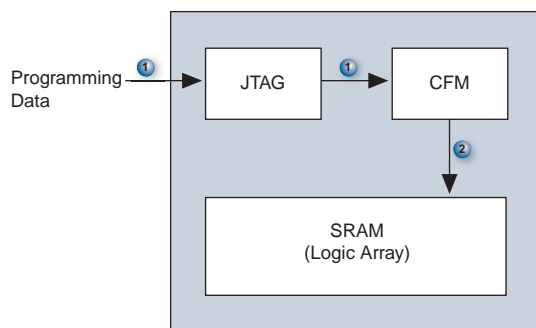 Programming
Data
1
JTAG
1
CFM
2
SRAM
(Logic Array)